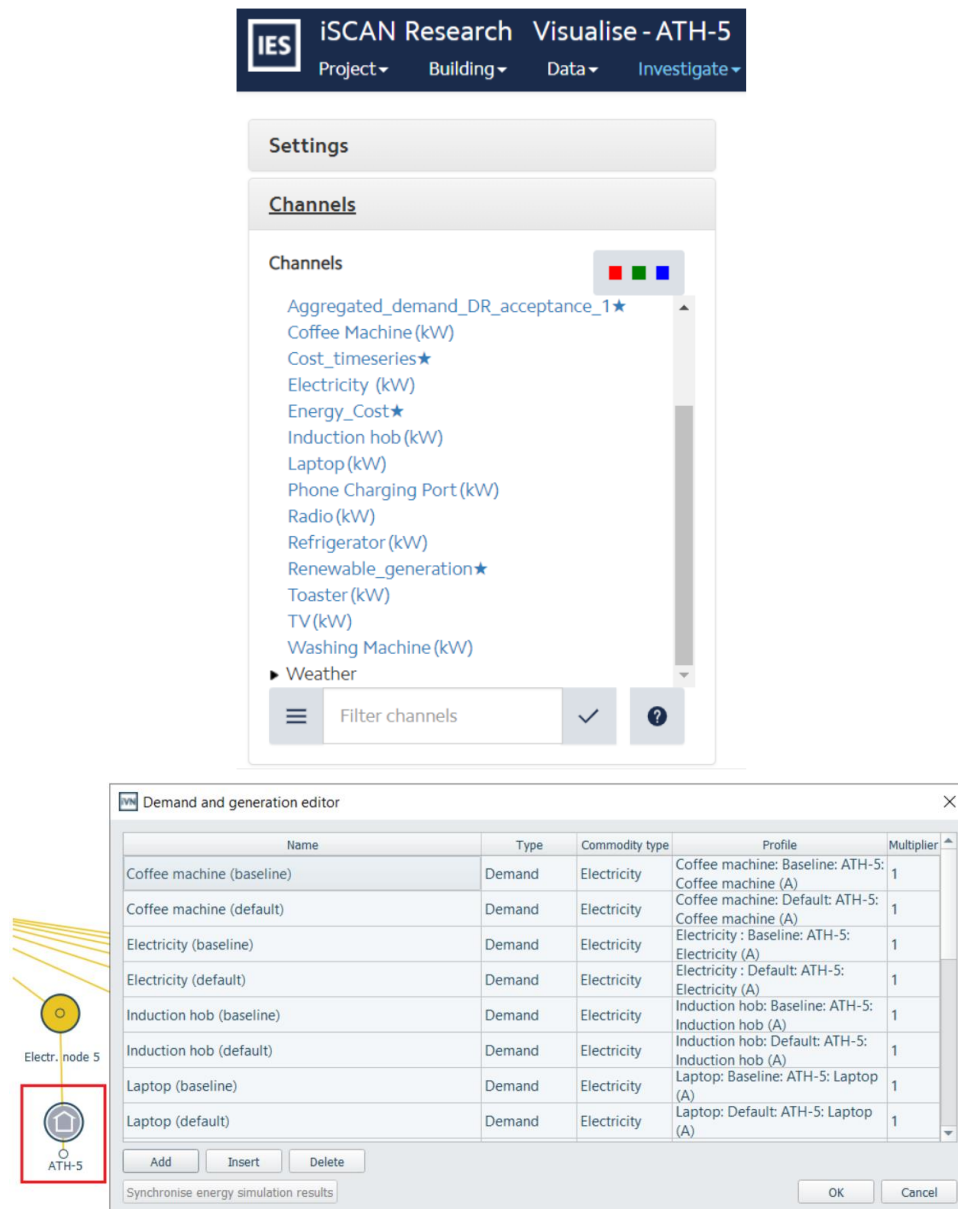 IES
iSCAN Research Visualise - ATH-5
Project Building Data Investigate
Settings
Channels
Channels
Aggregated_demand_DR_acceptance_1★
Coffee Machine (kW)
Cost_timeseries★
Electricity (kW)
Energy_Cost★
Induction hob (kW)
Laptop (kW)
Phone Charging Port (kW)
Radio (kW)
Refrigerator (kW)
Renewable_generation★
Toaster (kW)
TV (kW)
Washing Machine (kW)
Weather
Filter channels
iVN Demand and generation editor
Name Type Commodity type Profile Multiplier
Coffee machine (baseline) Demand Electricity Coffee machine: Baseline: ATH-5: 1
Coffee machine (A)
Coffee machine (default) Demand Electricity Coffee machine: Default: ATH-5: 1
Coffee machine (A)
Electricity (baseline) Demand Electricity Electricity : Baseline: ATH-5: 1
Electricity (A)
Electricity (default) Demand Electricity Electricity : Default: ATH-5: 1
Electricity (A)
Induction hob (baseline) Demand Electricity Induction hob: Baseline: ATH-5: 1
Induction hob (A)
Induction hob (default) Demand Electricity Induction hob: Default: ATH-5: 1
Induction hob (A)
Laptop (baseline) Demand Electricity Laptop: Baseline: ATH-5: Laptop 1
(A)
Laptop (default) Demand Electricity Laptop: Default: ATH-5: Laptop 1
(A)
Electr. node 5
ATH-5
Add Insert Delete
Synchronise energy simulation results OK Cancel